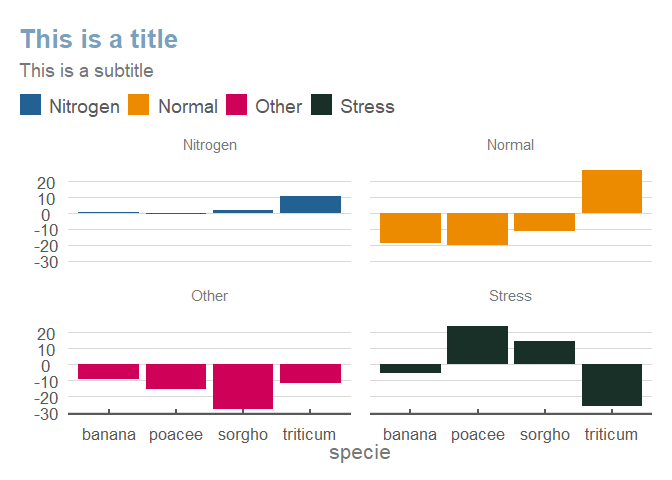 This is a title
This is a subtitle
Nitrogen Normal Other Stress
Nitrogen Normal
20
10
0
-10
-20
-30
Other Stress
20
10
0
-10
-20
-30
banana poacee sorgho triticum banana poacee sorgho triticum
specie